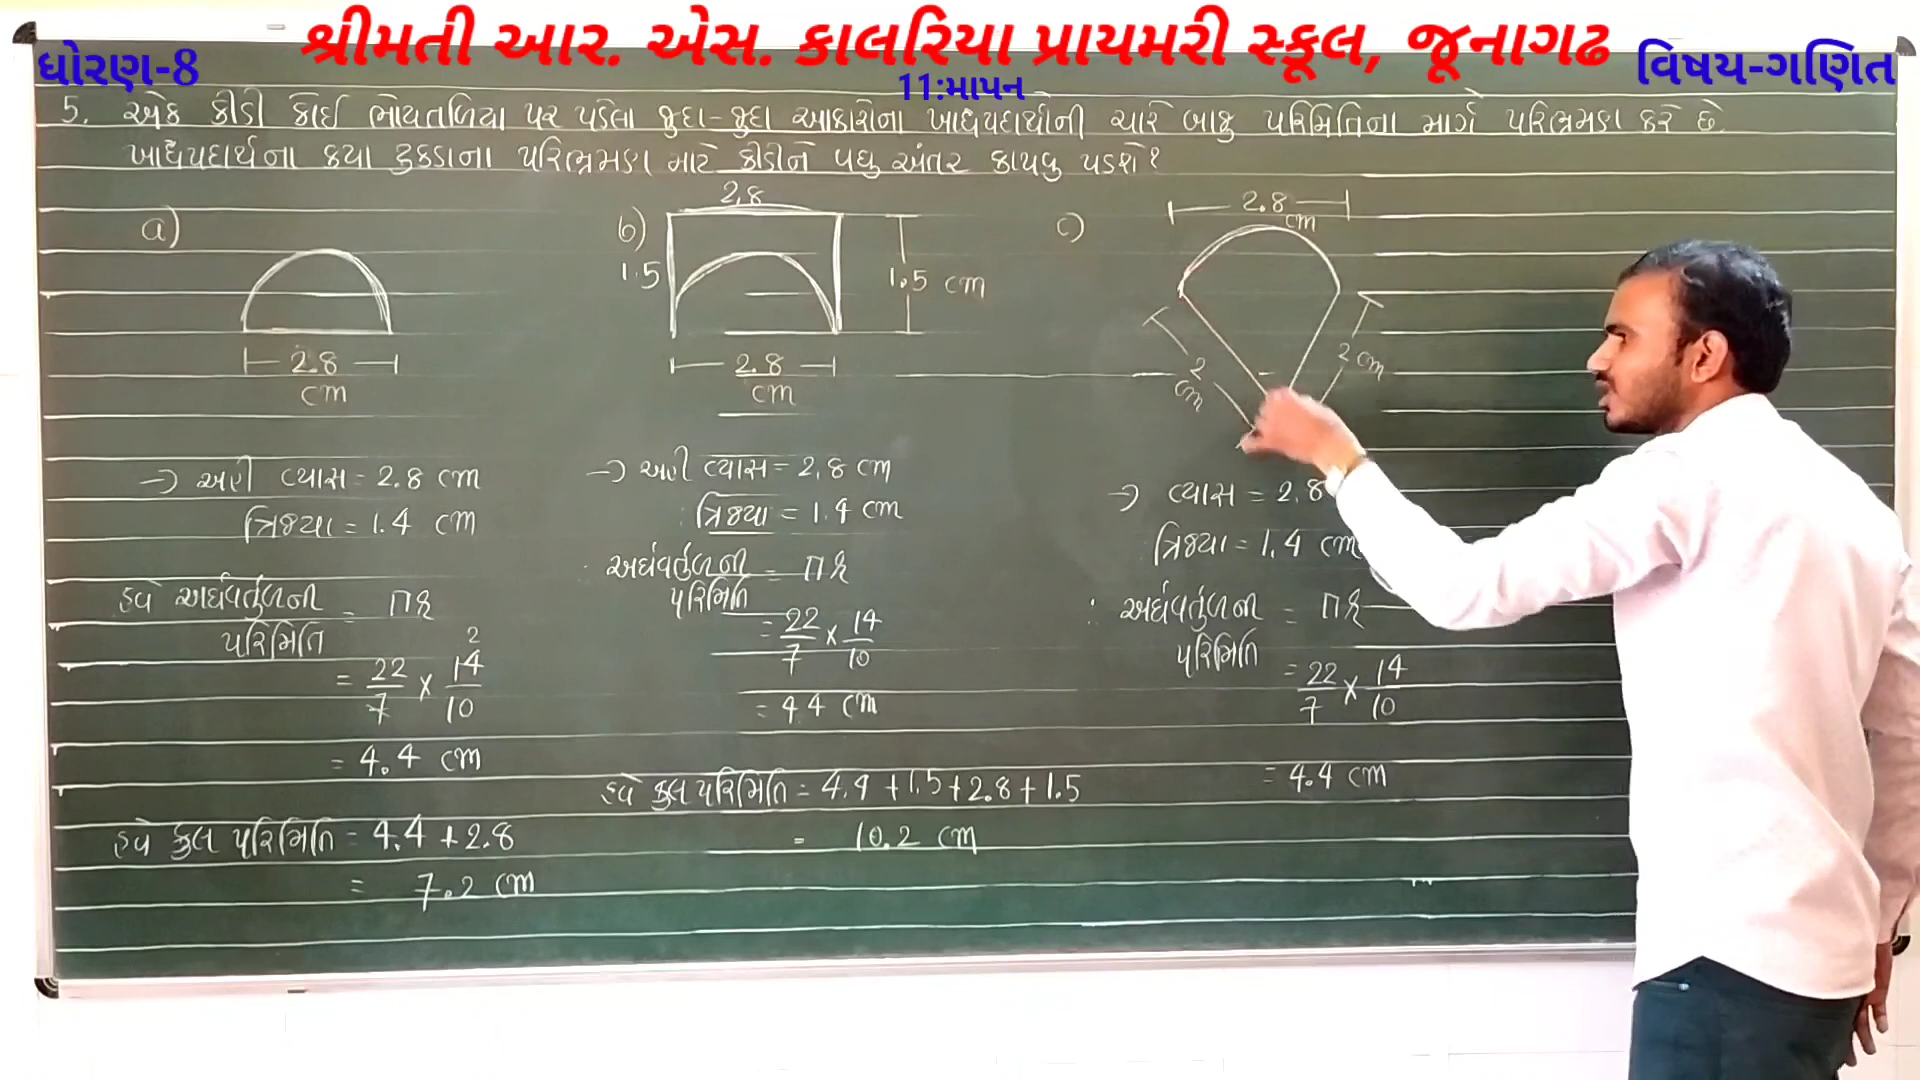 શ્રીમતી આર. એસ. કાલરિયા પ્રાયમરી સ્કૂલ, જૂનાગઢ
ધોરણ-8
11:માપન
વિષય-ગણિત
5. એક કીડી કોઈ ભોંયતળિયા પર પડેલા જુદા-જુદા આકારોના ખાદ્યપદાર્થોની ચારે બાજુ પરિમિતિના માર્ગે પરિભ્રમણ કરે છે.
ખાદ્યપદાર્થના કયા ટુકડાના પરિભ્રમણ માટે કીડીને વધુ અંતર કાપવુ પડશે?
a)
2.8
cm
→ અહી વ્યાસ = 2.8 cm
ત્રિજ્યા = 1.4 cm
હવે અર્ધવર્તુળની = πr
પરિમિતિ
2
= 22/7 × 14/10
= 4.4 cm
હવે કુલ પરિમિતિ = 4.4 + 2.8
= 7.2 cm
b)
2.8
1.5
1.5 cm
2.8
cm
→ અહી વ્યાસ = 2.8 cm
ત્રિજ્યા = 1.4 cm
અર્ધવર્તુળની = πr
પરિમિતિ
= 22/7 × 14/10
= 4.4 cm
હવે કુલ પરિમિતિ = 4.4 + 1.5 + 2.8 + 1.5
= 10.2 cm
c)
2.8
cm
2
cm
2 cm
→ વ્યાસ = 2.8
ત્રિજ્યા = 1.4 cm
∴ અર્ધવર્તુળની = πr
પરિમિતિ
= 22/7 × 14/10
= 4.4 cm